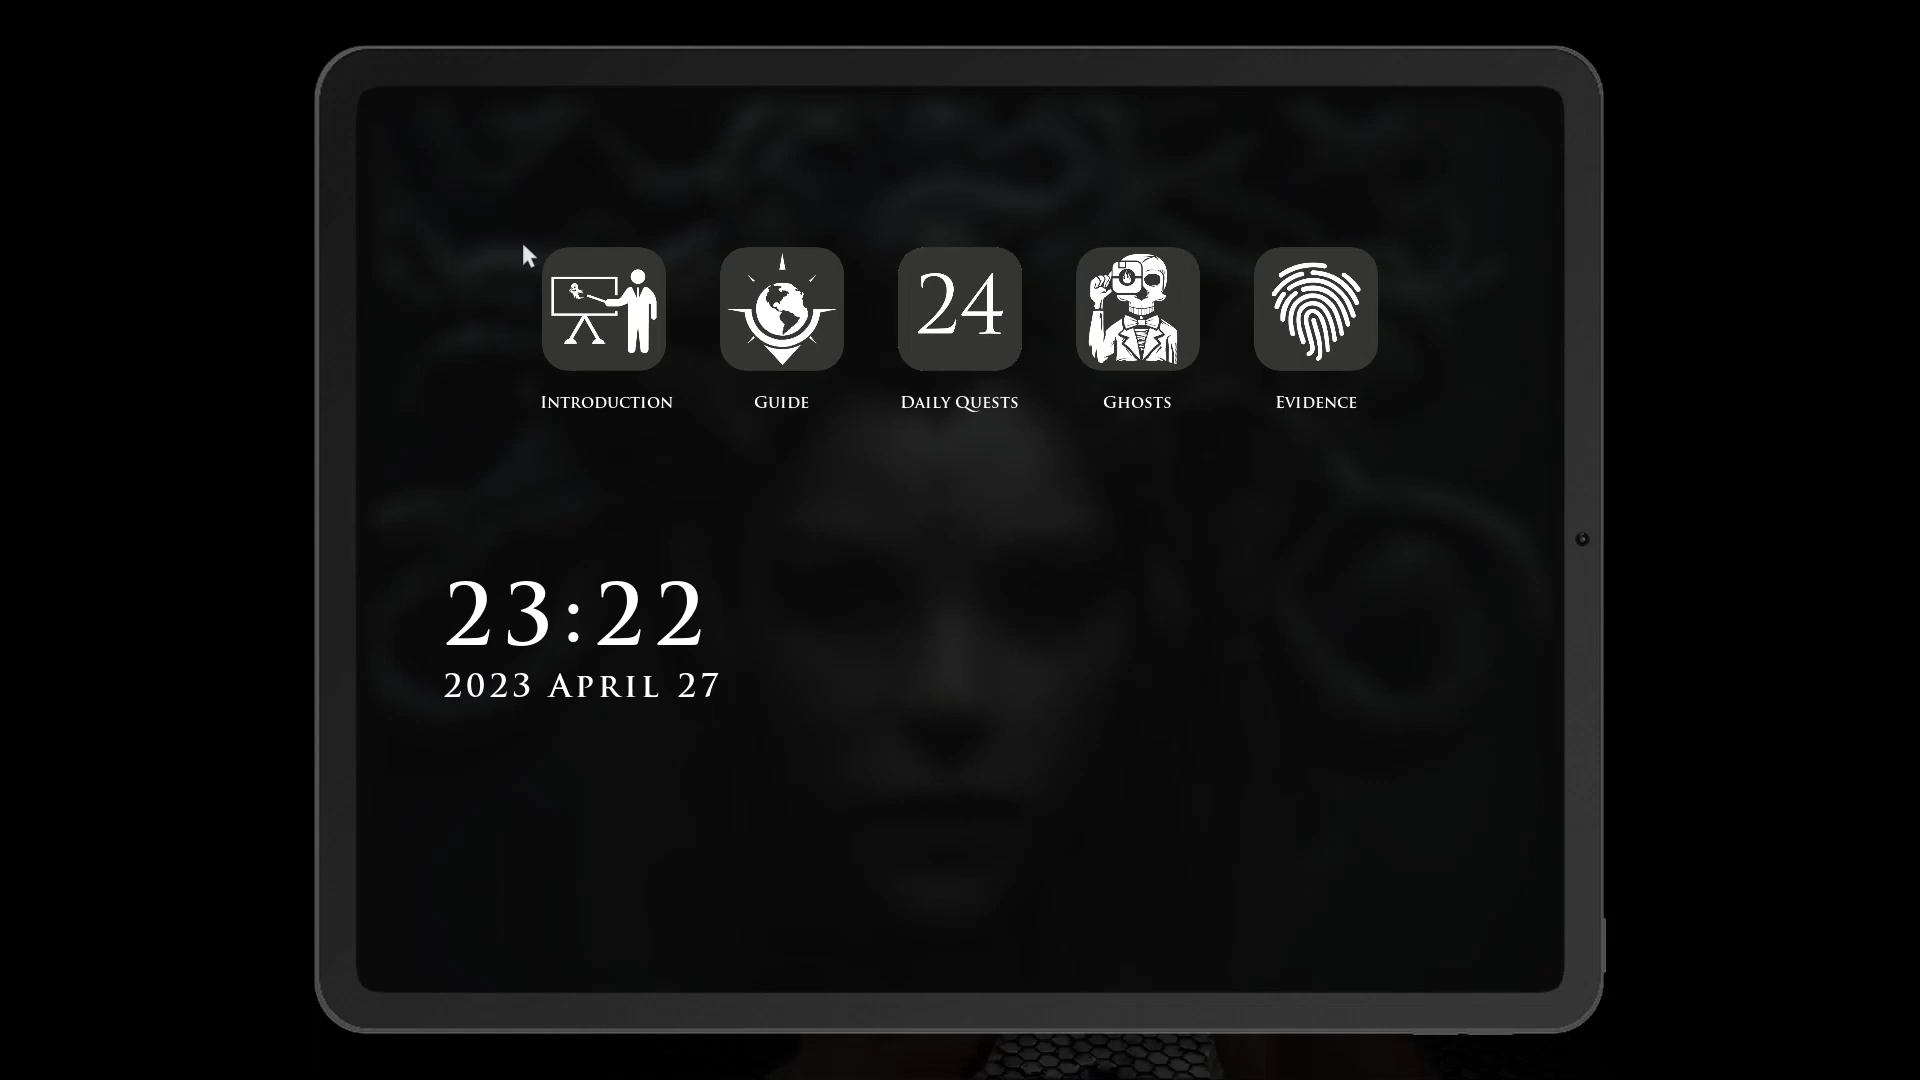 24
Introduction
Guide
Daily Quests
Ghosts
Evidence
23:22
2023 April 27